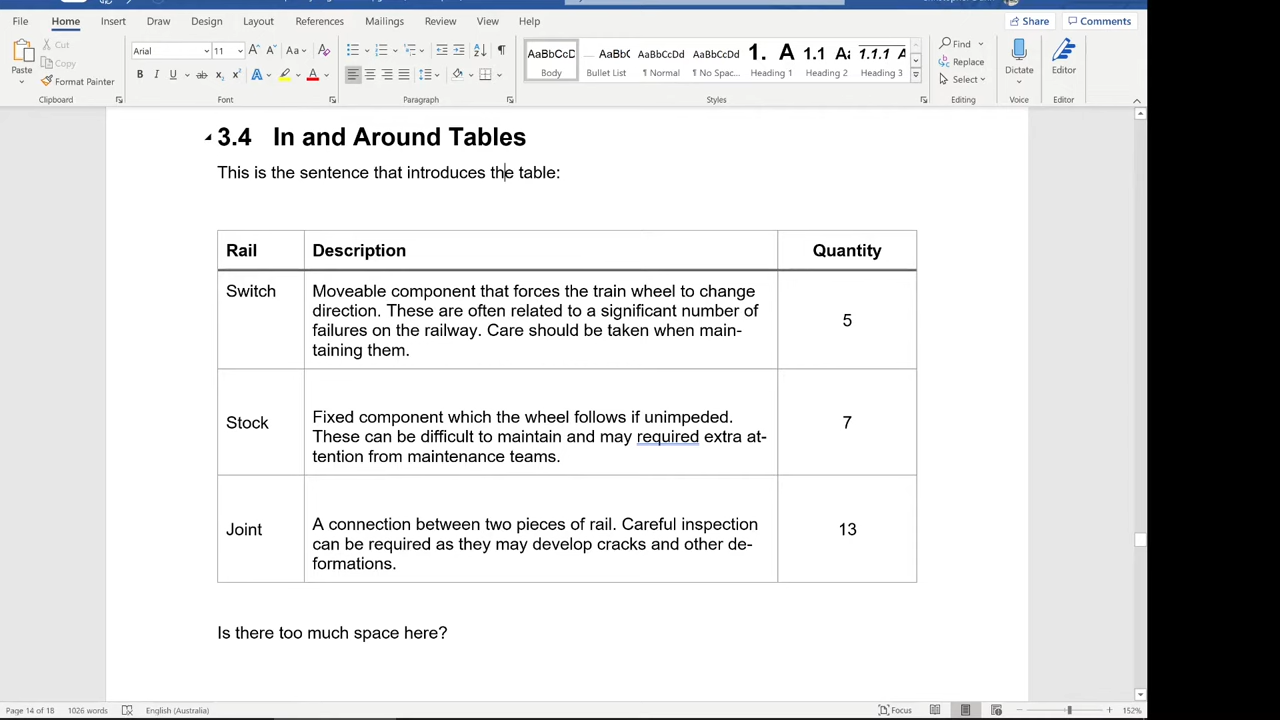 File Home Insert Draw Design Layout References Mailings Review View Help Share Comments
Paste Cut Copy Format Painter
Clipboard
Arial 11 Aa
B I U ab x₂ x² A A
Font
Paragraph
AaBbCcD AaBbC AaBbCcDd AaBbCcDd 1. A 1.1 Aa 1.1.1 A
Body Bullet List ¶ Normal ¶ No Spac... Heading 1 Heading 2 Heading 3
Styles
Find
Replace
Select
Editing
Dictate
Voice
Editor
Editor
3.4 In and Around Tables
This is the sentence that introduces the table:
Rail Description Quantity
Switch Moveable component that forces the train wheel to change
direction. These are often related to a significant number of
failures on the railway. Care should be taken when main-
taining them.
5
Stock Fixed component which the wheel follows if unimpeded.
These can be difficult to maintain and may required extra at-
tention from maintenance teams.
7
Joint A connection between two pieces of rail. Careful inspection
can be required as they may develop cracks and other de-
formations.
13
Is there too much space here?
Page 14 of 18 1026 words English (Australia) Focus 152%